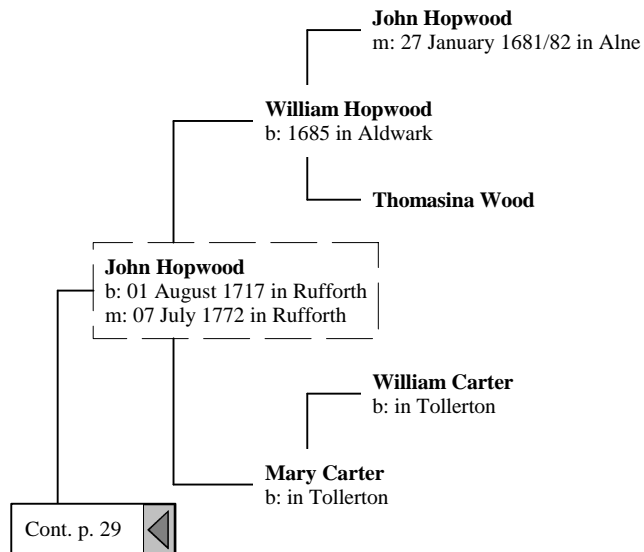 John Hopwood
m: 27 January 1681/82 in Alne
William Hopwood
b: 1685 in Aldwark
Thomasina Wood
John Hopwood
b: 01 August 1717 in Rufforth
m: 07 July 1772 in Rufforth
William Carter
b: in Tollerton
Mary Carter
b: in Tollerton
Cont. p. 29